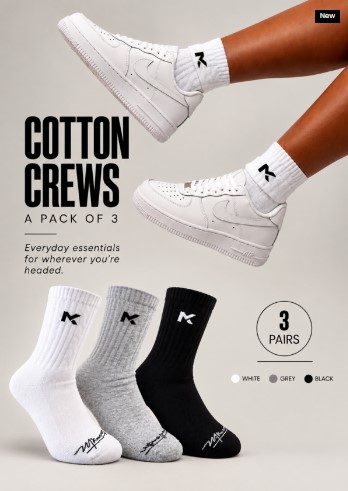 New
COTTON
CREWS
A PACK OF 3
Everyday essentials
for wherever you're
headed.
3
PAIRS
WHITE
GREY
BLACK